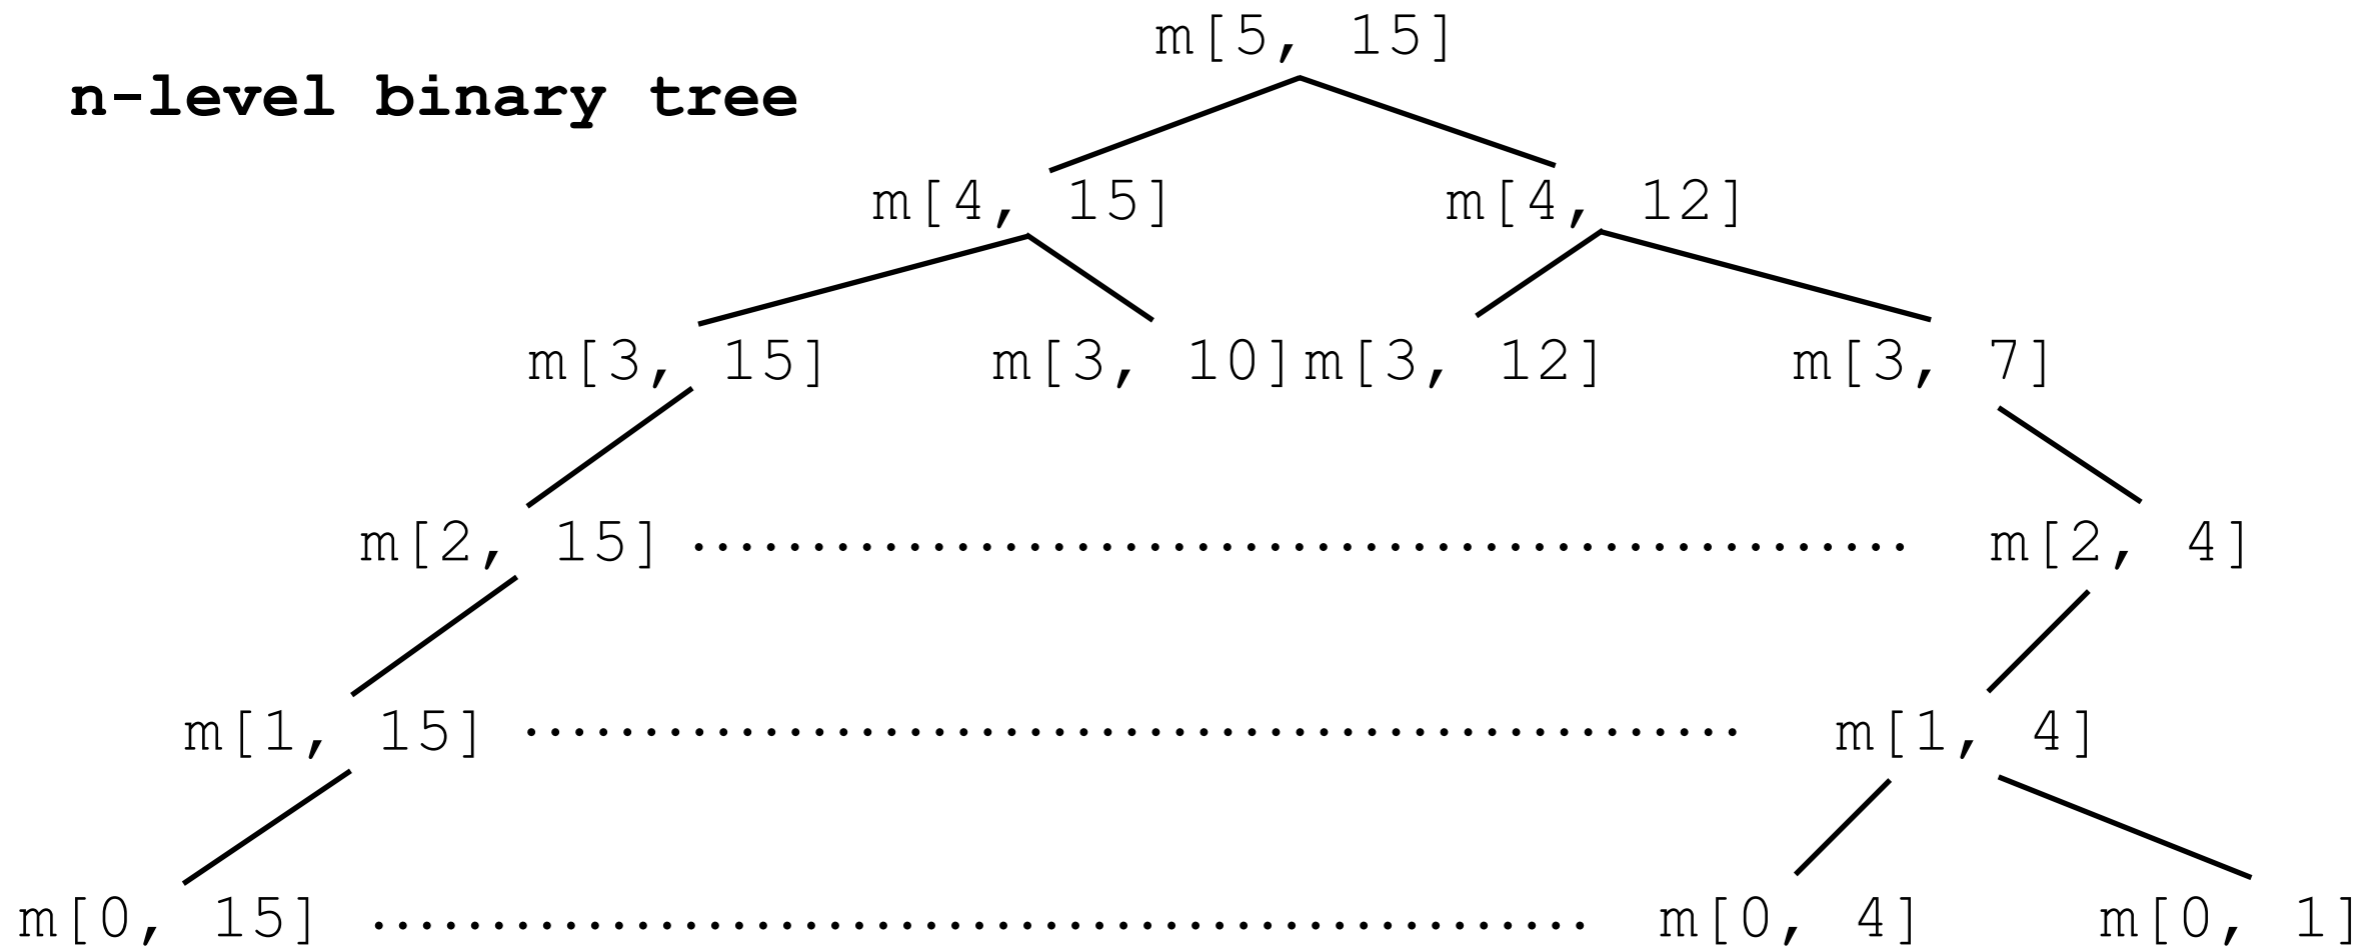 m[5, 15]
n-level binary tree
m[4, 15] m[4, 12]
m[3, 15] m[3, 10] m[3, 12] m[3, 7]
m[2, 15] m[2, 4]
m[1, 15] m[1, 4]
m[0, 15] m[0, 4] m[0, 1]